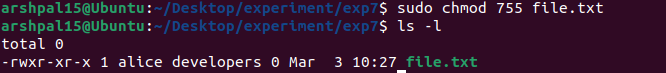 arshpal15@Ubuntu:~/Desktop/experiment/exp7$ sudo chmod 755 file.txt
arshpal15@Ubuntu:~/Desktop/experiment/exp7$ ls -l
total 0
-rwxr-xr-x 1 alice developers 0 Mar  3 10:27 file.txt